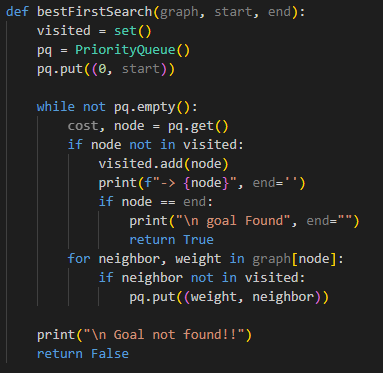 def bestFirstSearch(graph, start, end):
    visited = set()
    pq = PriorityQueue()
    pq.put((0, start))

    while not pq.empty():
        cost, node = pq.get()
        if node not in visited:
            visited.add(node)
            print(f"-> {node}", end='')
            if node == end:
                print("\n goal Found", end="")
                return True
        for neighbor, weight in graph[node]:
            if neighbor not in visited:
                pq.put((weight, neighbor))

    print("\n Goal not found!!")
    return False